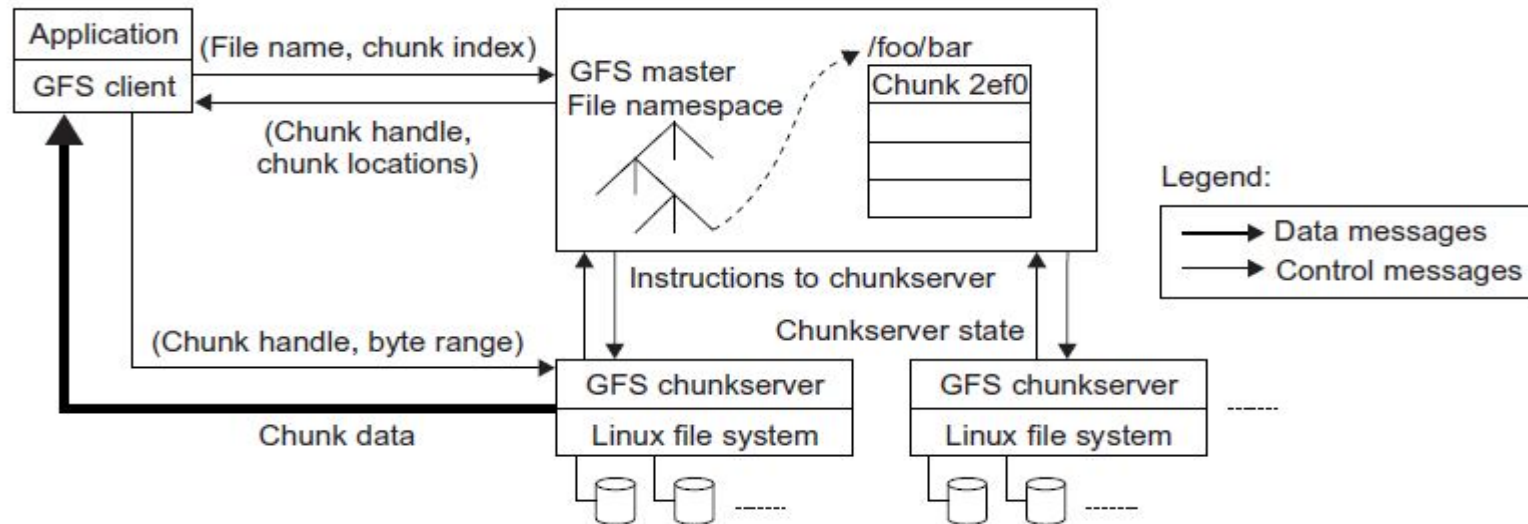 Application
GFS client
(File name, chunk index)
(Chunk handle,
chunk locations)
GFS master
File namespace
/foo/bar
Chunk 2ef0
Legend:
Data messages
Control messages
Instructions to chunkserver
Chunkserver state
(Chunk handle, byte range)
Chunk data
GFS chunkserver
Linux file system
GFS chunkserver
Linux file system